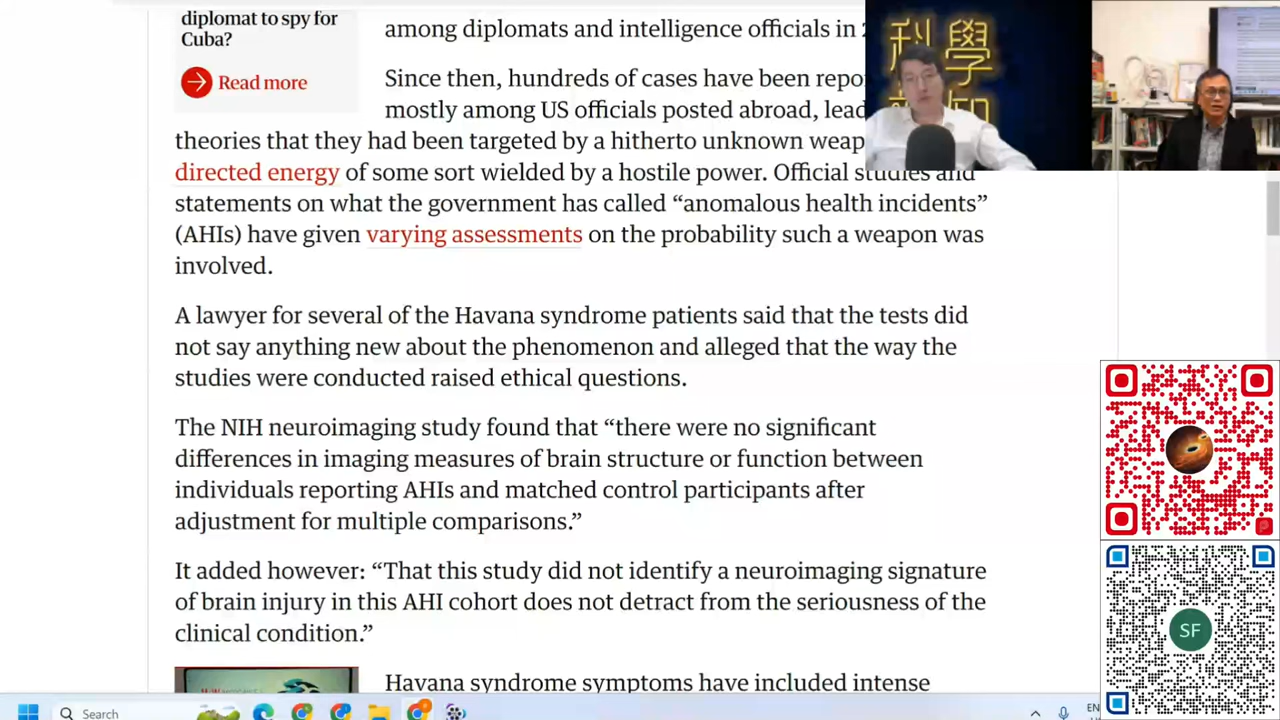 diplomat to spy for
Cuba?
Read more
among diplomats and intelligence officials in
Since then, hundreds of cases have been repo
mostly among US officials posted abroad, lead
theories that they had been targeted by a hitherto unknown weap
directed energy of some sort wielded by a hostile power. Official studies and
statements on what the government has called “anomalous health incidents”
(AHIs) have given varying assessments on the probability such a weapon was
involved.
A lawyer for several of the Havana syndrome patients said that the tests did
not say anything new about the phenomenon and alleged that the way the
studies were conducted raised ethical questions.
The NIH neuroimaging study found that “there were no significant
differences in imaging measures of brain structure or function between
individuals reporting AHIs and matched control participants after
adjustment for multiple comparisons.”
It added however: “That this study did not identify a neuroimaging signature
of brain injury in this AHI cohort does not detract from the seriousness of the
clinical condition.”
Havana syndrome symptoms have included intense
科學
SF
Search
EN